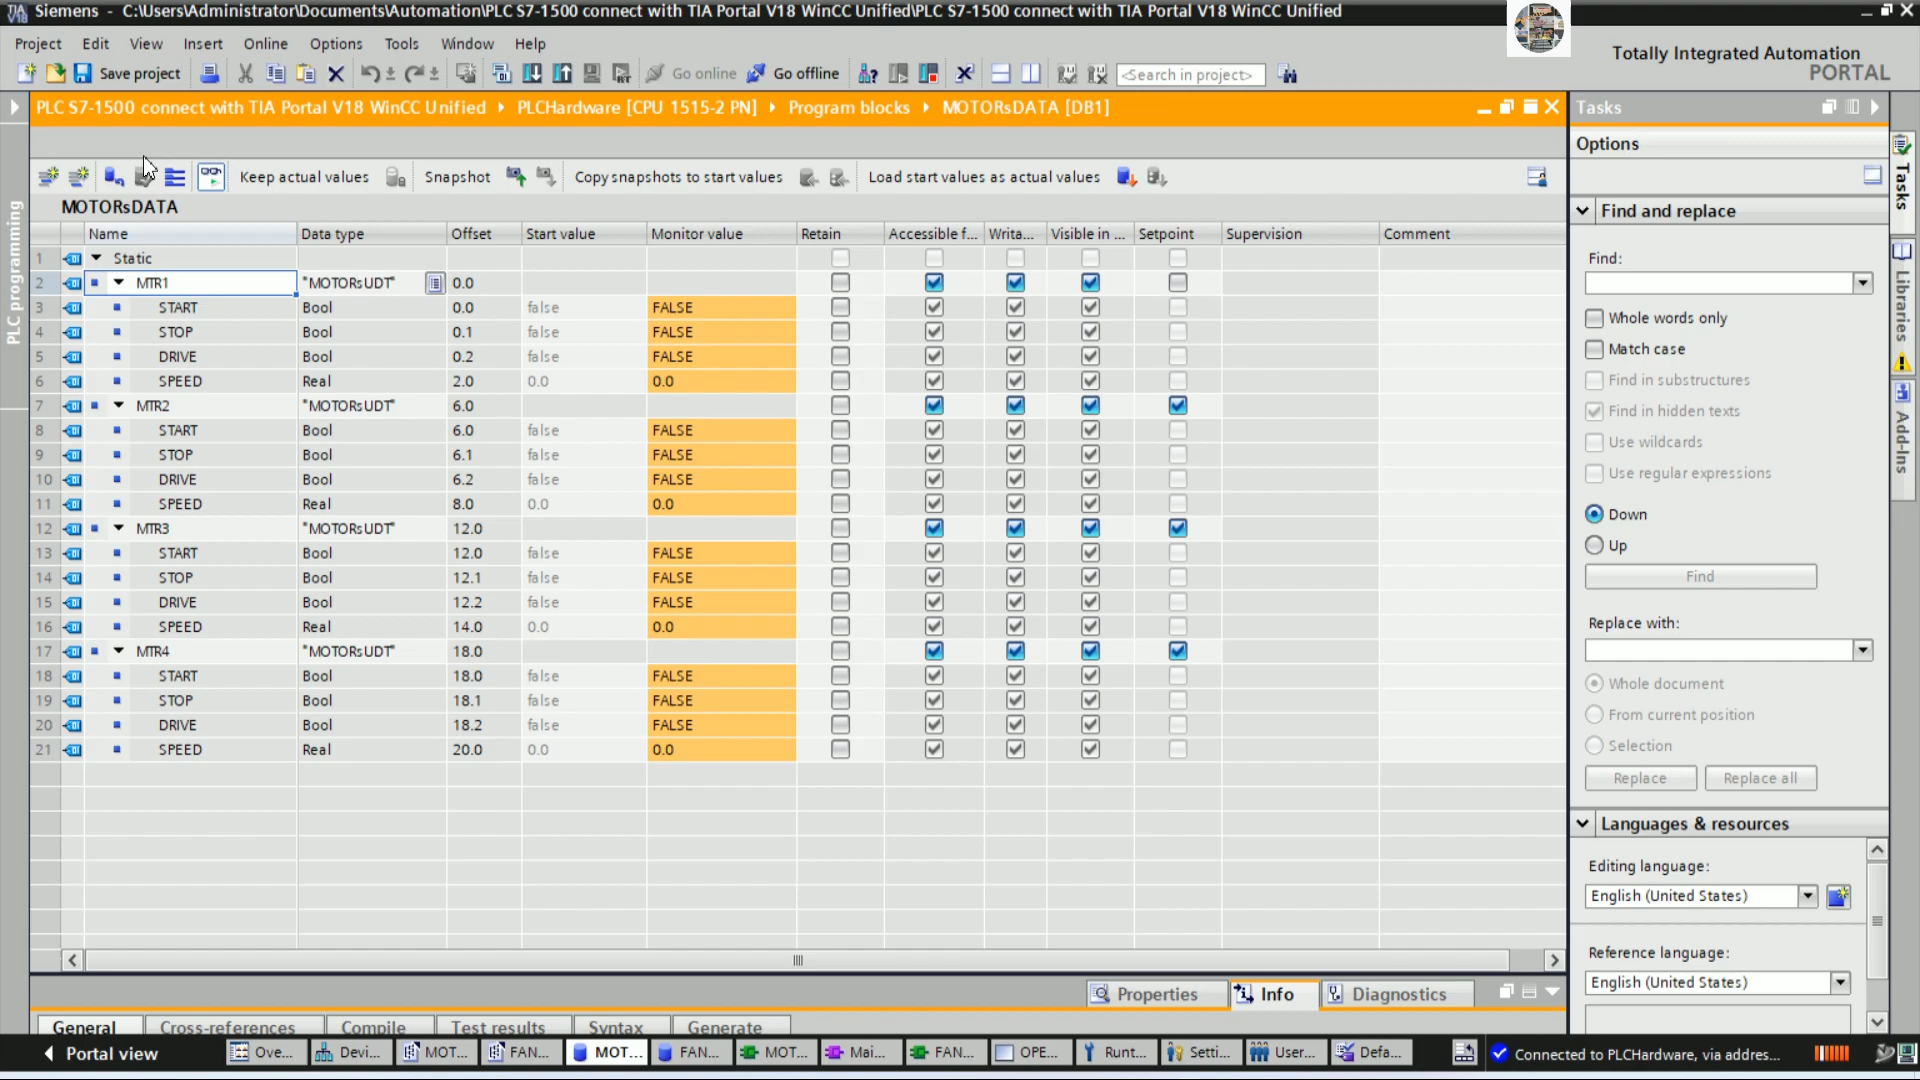 Siemens - C:\Users\Administrator\Documents\Automation\PLC S7-1500 connect with TIA Portal V18 WinCC Unified\PLC S7-1500 connect with TIA Portal V18 WinCC Unified
Project Edit View Insert Online Options Tools Window Help
Totally Integrated Automation
PORTAL
Save project Go online Go offline <Search in project>
PLC S7-1500 connect with TIA Portal V18 WinCC Unified PLCHardware [CPU 1515-2 PN] Program blocks MOTORsDATA [DB1]
Tasks
Options
Keep actual values Snapshot Copy snapshots to start values Load start values as actual values
MOTORsDATA
Name Data type Offset Start value Monitor value Retain Accessible f... Writa... Visible in ... Setpoint Supervision Comment
1 Static
2 MTR1 "MOTORsUDT" 0.0
3 START Bool 0.0 false FALSE
4 STOP Bool 0.1 false FALSE
5 DRIVE Bool 0.2 false FALSE
6 SPEED Real 2.0 0.0 0.0
7 MTR2 "MOTORsUDT" 6.0
8 START Bool 6.0 false FALSE
9 STOP Bool 6.1 false FALSE
10 DRIVE Bool 6.2 false FALSE
11 SPEED Real 8.0 0.0 0.0
12 MTR3 "MOTORsUDT" 12.0
13 START Bool 12.0 false FALSE
14 STOP Bool 12.1 false FALSE
15 DRIVE Bool 12.2 false FALSE
16 SPEED Real 14.0 0.0 0.0
17 MTR4 "MOTORsUDT" 18.0
18 START Bool 18.0 false FALSE
19 STOP Bool 18.1 false FALSE
20 DRIVE Bool 18.2 false FALSE
21 SPEED Real 20.0 0.0 0.0
PLC programming
Find and replace
Find:
Whole words only
Match case
Find in substructures
Find in hidden texts
Use wildcards
Use regular expressions
Down
Up
Find
Replace with:
Whole document
From current position
Selection
Replace Replace all
Languages & resources
Editing language:
English (United States)
Reference language:
English (United States)
Tasks
Libraries
Add-Ins
Properties Info Diagnostics
General Cross-references Compile Test results Syntax Generate
Portal view Ove... Devi... MOT... FAN... MOT... FAN... MOT... Mai... FAN... OPE... Runt... Setti... User... Defa... Connected to PLCHardware, via addres...